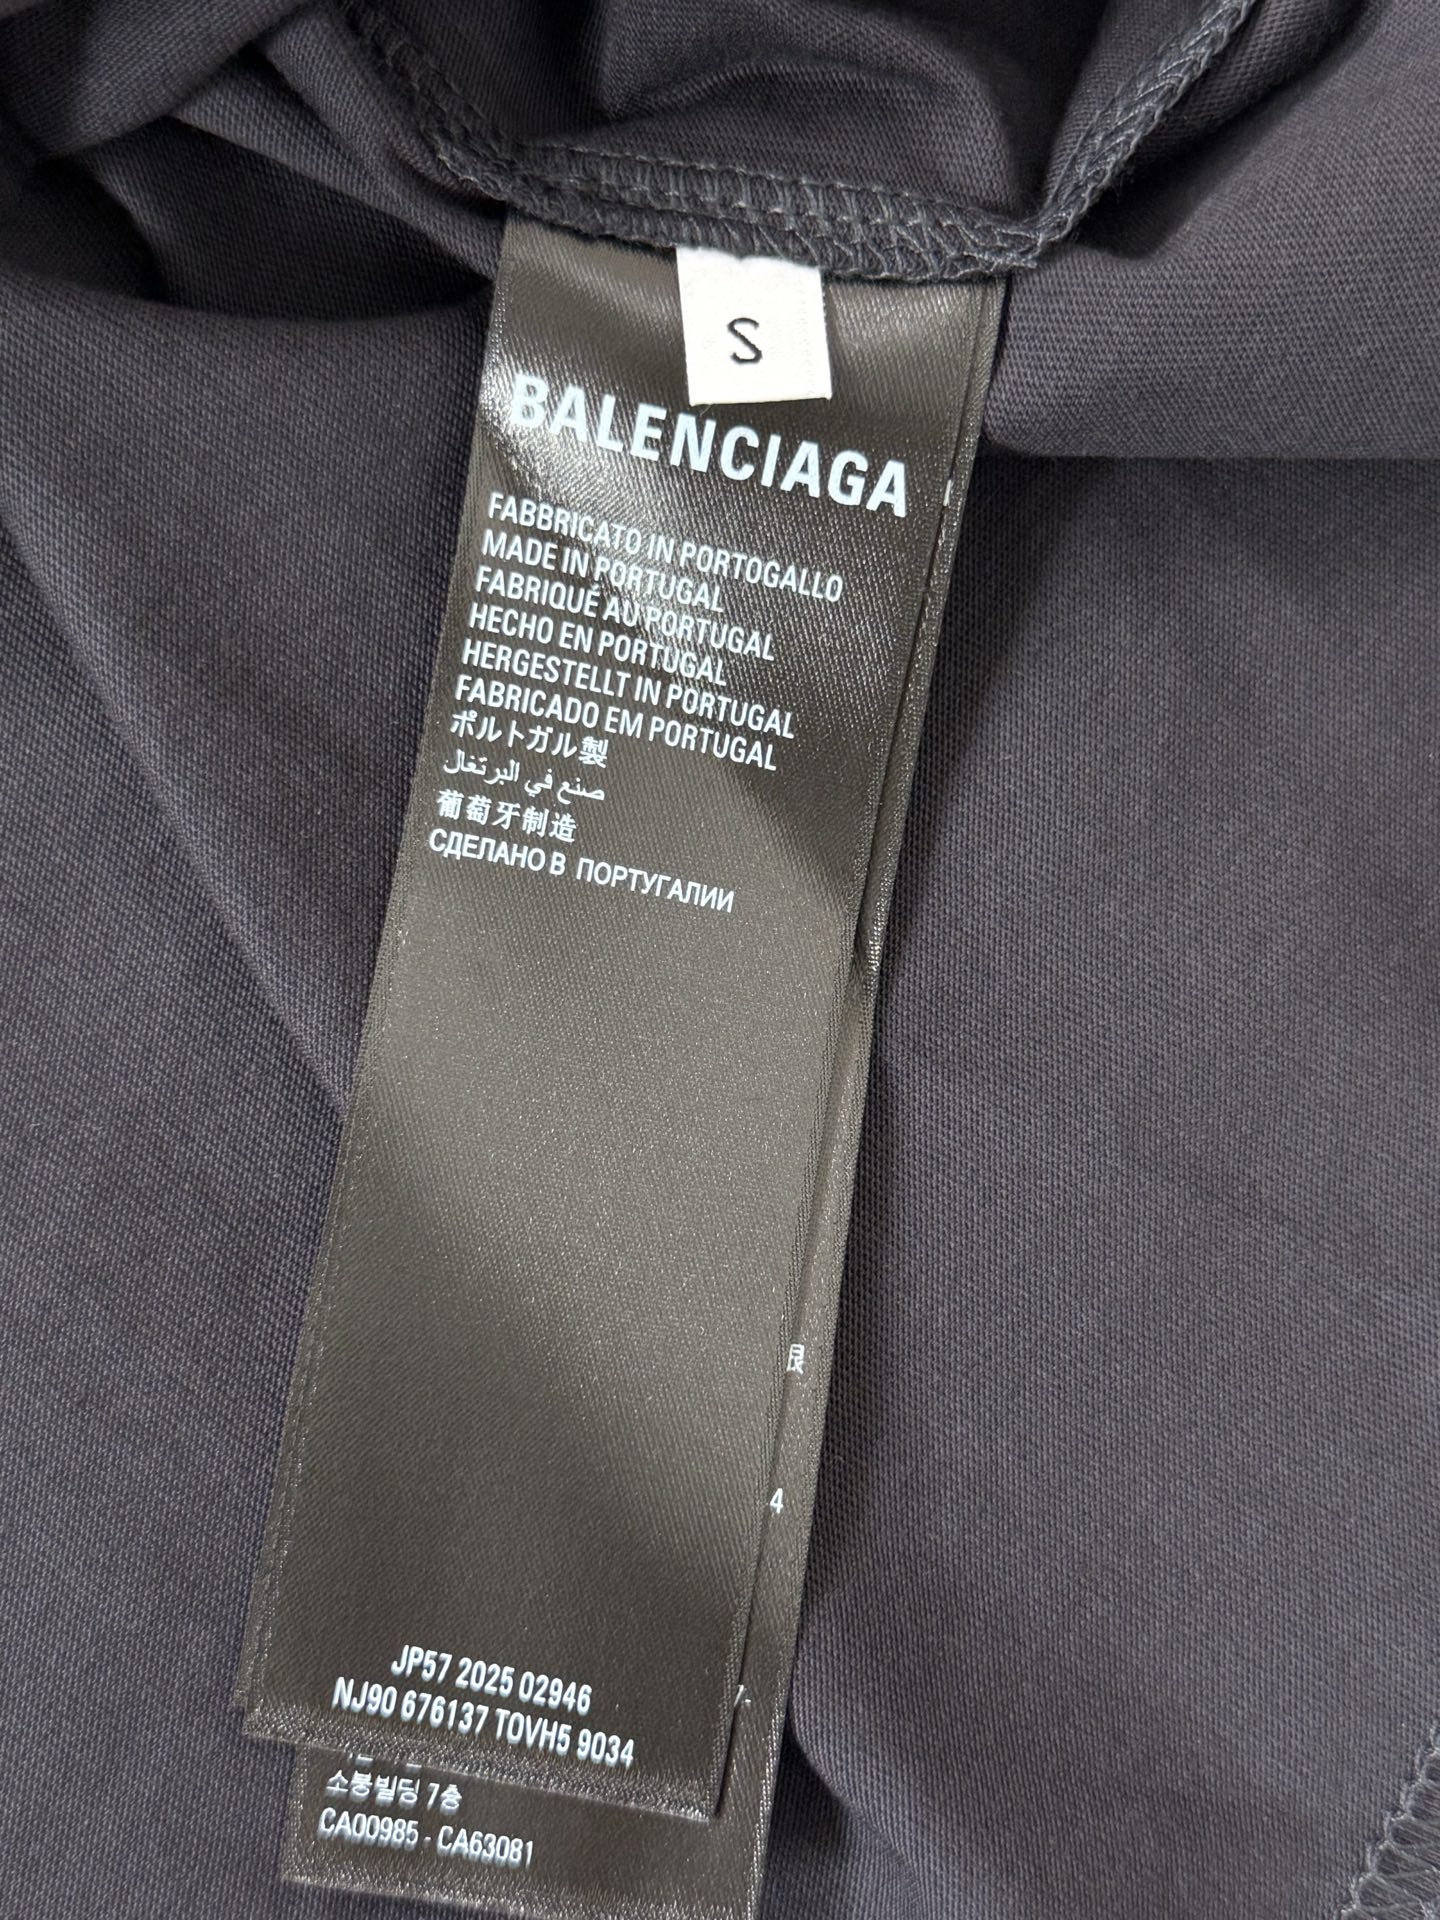 S
BALENCIAGA
FABBRICATO IN PORTOGALLO
MADE IN PORTUGAL
FABRIQUÉ AU PORTUGAL
HECHO EN PORTUGAL
HERGESTELLT IN PORTUGAL
FABRICADO EM PORTUGAL
ポルトガル製
صنع في البرتغال
葡萄牙制造
СДЕЛАНО В ПОРТУГАЛИИ
4
JP57 2025 02946
NJ90 676137 TOVH5 9034
소봉빌딩 7층
CA00985 - CA63081